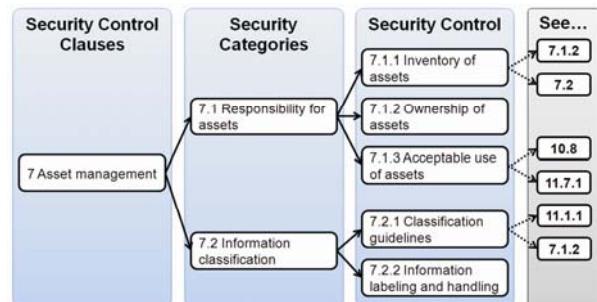 Security Control
Clauses
Security
Categories
Security Control
See...
7 Asset management
7.1 Responsibility for
assets
7.2 Information
classification
7.1.1 Inventory of
assets
7.1.2 Ownership of
assets
7.1.3 Acceptable use
of assets
7.2.1 Classification
guidelines
7.2.2 Information
labeling and handling
7.1.2
7.2
10.8
11.7.1
11.1.1
7.1.2